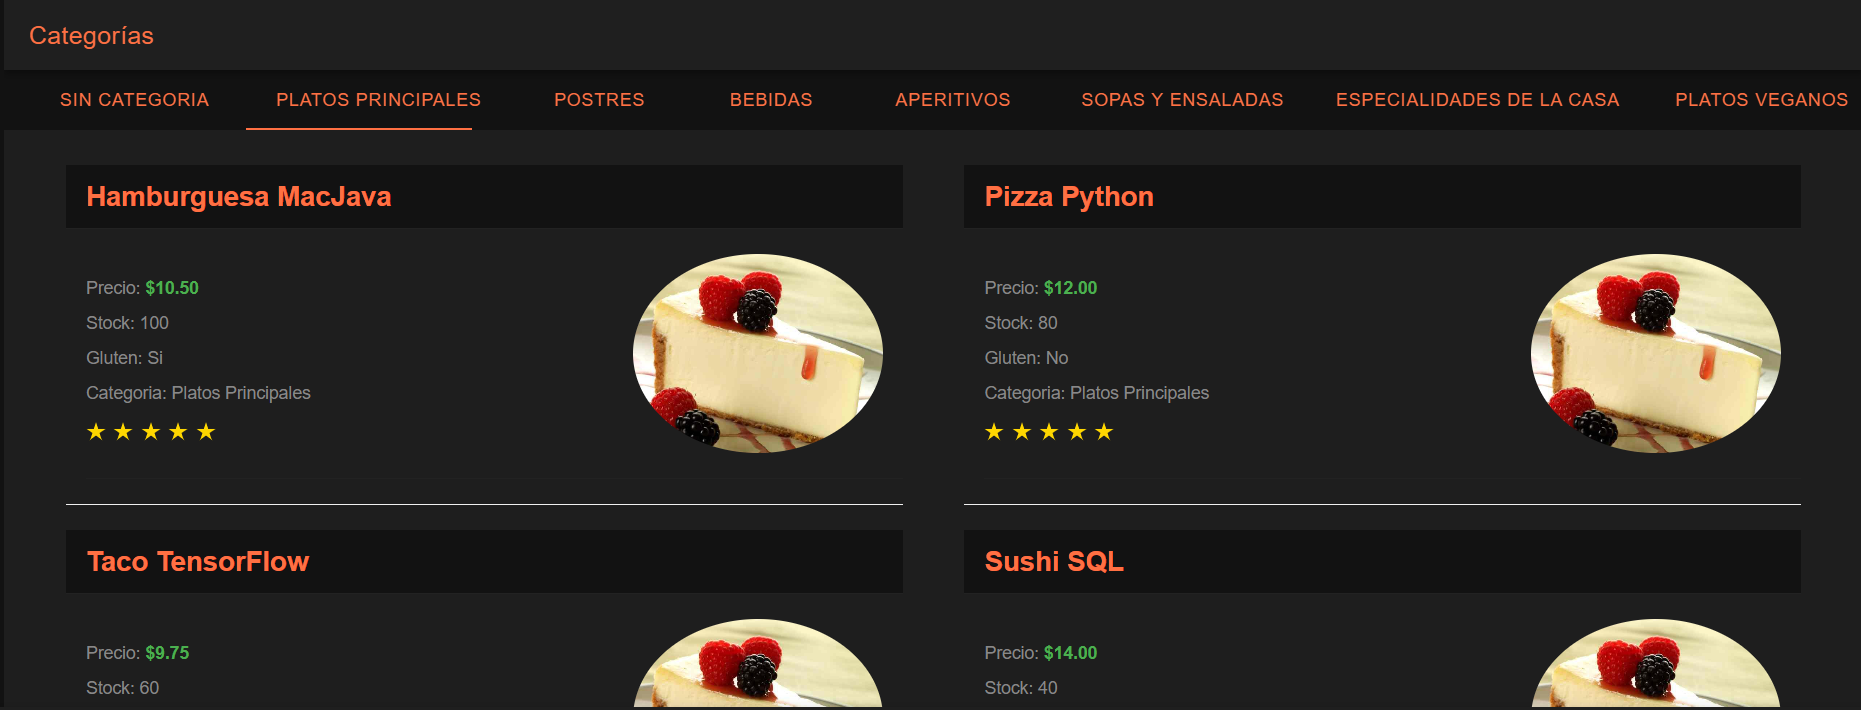 Categorías
SIN CATEGORIA PLATOS PRINCIPALES POSTRES BEBIDAS APERITIVOS SOPAS Y ENSALADAS ESPECIALIDADES DE LA CASA PLATOS VEGANOS
Hamburguesa MacJava
Precio: $10.50
Stock: 100
Gluten: Si
Categoria: Platos Principales
Pizza Python
Precio: $12.00
Stock: 80
Gluten: No
Categoria: Platos Principales
Taco TensorFlow
Precio: $9.75
Stock: 60
Sushi SQL
Precio: $14.00
Stock: 40